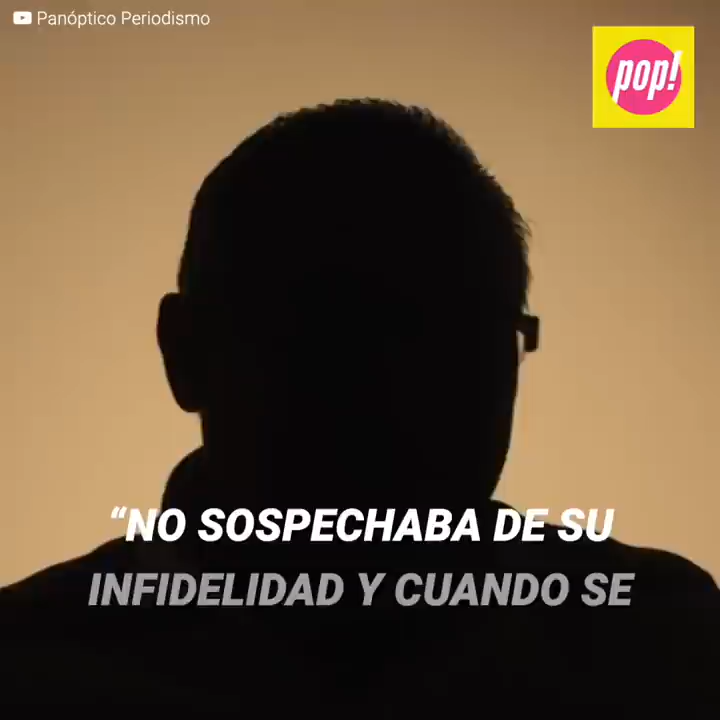 Panóptico Periodismo
pop!
“NO SOSPECHABA DE SU
INFIDELIDAD Y CUANDO SE